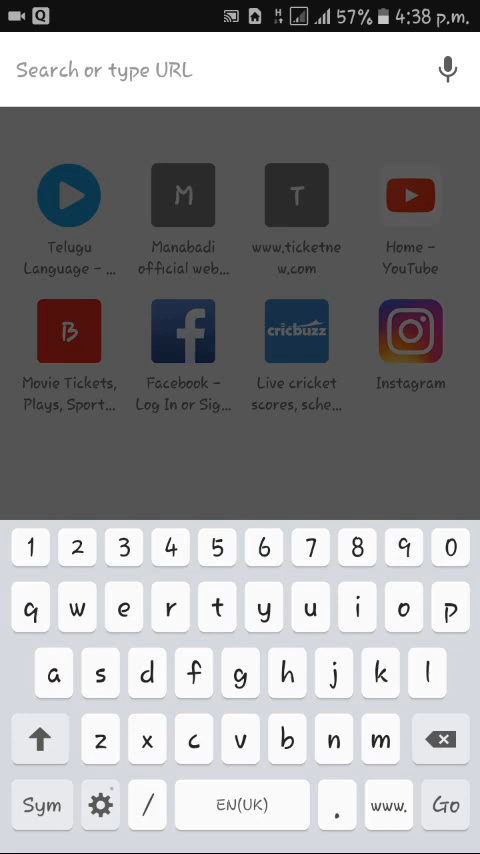 Q H 57% 4:38 p.m.
Search or type URL
M T
Telugu Manabadi www.ticketne Home –
Language – ... official web... w.com YouTube
B f cricbuzz
Movie Tickets, Facebook – Live cricket Instagram
Plays, Sport... Log In or Sig... scores, sche...
1 2 3 4 5 6 7 8 9 0
q w e r t y u i o p
a s d f g h j k l
z x c v b n m
Sym / EN(UK) . www. Go